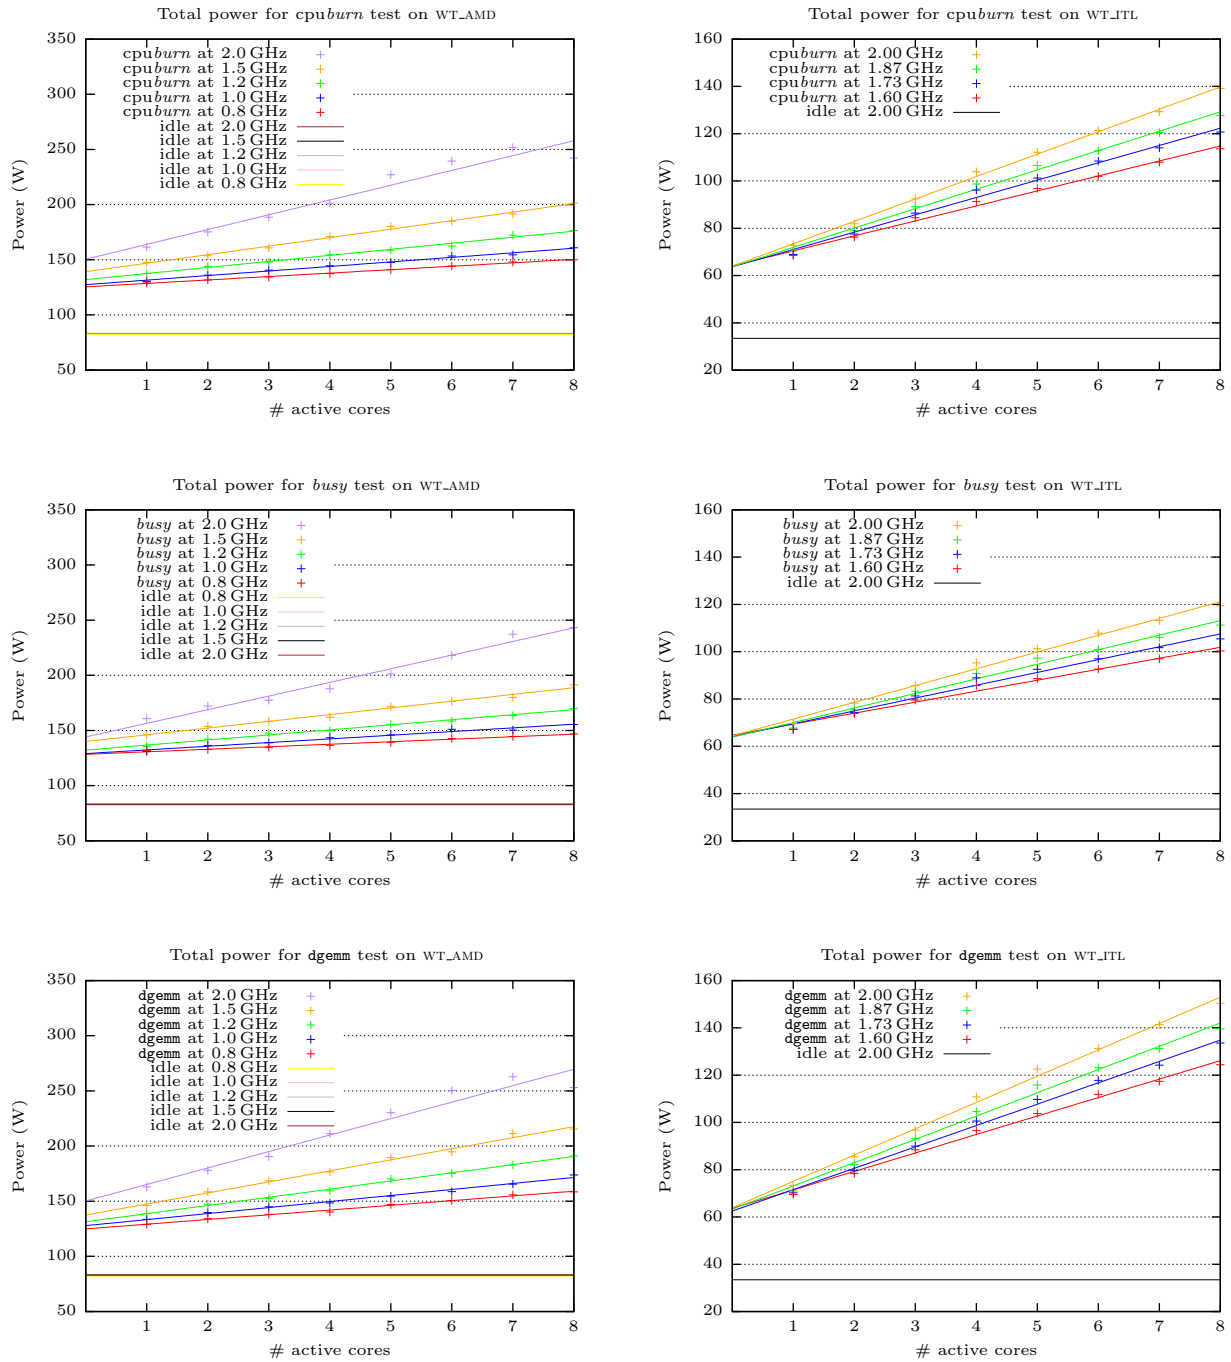 Total power for cpuburn test on WT_AMD
350
300
250
200
150
100
50
Power (W)
cpuburn at 2.0 GHz
cpuburn at 1.5 GHz
cpuburn at 1.2 GHz
cpuburn at 1.0 GHz
cpuburn at 0.8 GHz
idle at 2.0 GHz
idle at 1.5 GHz
idle at 1.2 GHz
idle at 1.0 GHz
idle at 0.8 GHz
1 2 3 4 5 6 7 8
# active cores
Total power for cpuburn test on WT_ITL
160
140
120
100
80
60
40
20
Power (W)
cpuburn at 2.00 GHz
cpuburn at 1.87 GHz
cpuburn at 1.73 GHz
cpuburn at 1.60 GHz
idle at 2.00 GHz
1 2 3 4 5 6 7 8
# active cores
Total power for busy test on WT_AMD
350
300
250
200
150
100
50
Power (W)
busy at 2.0 GHz
busy at 1.5 GHz
busy at 1.2 GHz
busy at 1.0 GHz
busy at 0.8 GHz
idle at 0.8 GHz
idle at 1.0 GHz
idle at 1.2 GHz
idle at 1.5 GHz
idle at 2.0 GHz
1 2 3 4 5 6 7 8
# active cores
Total power for busy test on WT_ITL
160
140
120
100
80
60
40
20
Power (W)
busy at 2.00 GHz
busy at 1.87 GHz
busy at 1.73 GHz
busy at 1.60 GHz
idle at 2.00 GHz
1 2 3 4 5 6 7 8
# active cores
Total power for dgemm test on WT_AMD
350
300
250
200
150
100
50
Power (W)
dgemm at 2.0 GHz
dgemm at 1.5 GHz
dgemm at 1.2 GHz
dgemm at 1.0 GHz
dgemm at 0.8 GHz
idle at 0.8 GHz
idle at 1.0 GHz
idle at 1.2 GHz
idle at 1.5 GHz
idle at 2.0 GHz
1 2 3 4 5 6 7 8
# active cores
Total power for dgemm test on WT_ITL
160
140
120
100
80
60
40
20
Power (W)
dgemm at 2.00 GHz
dgemm at 1.87 GHz
dgemm at 1.73 GHz
dgemm at 1.60 GHz
idle at 2.00 GHz
1 2 3 4 5 6 7 8
# active cores